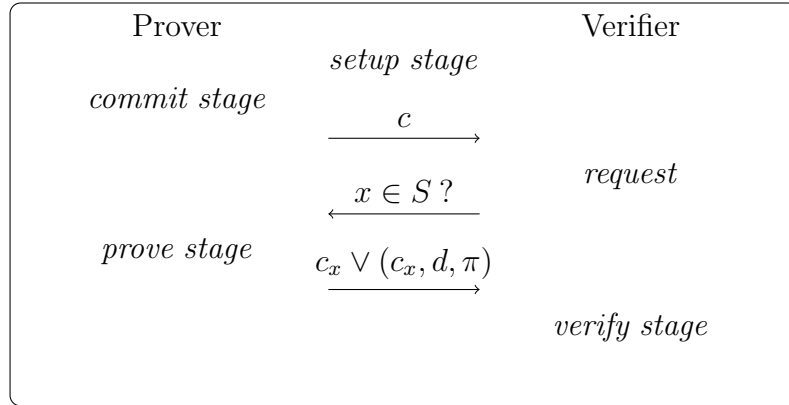 Prover Verifier
setup stage
commit stage
c
request
x ∈ S ?
prove stage
c_x ∨ (c_x, d, π)
verify stage